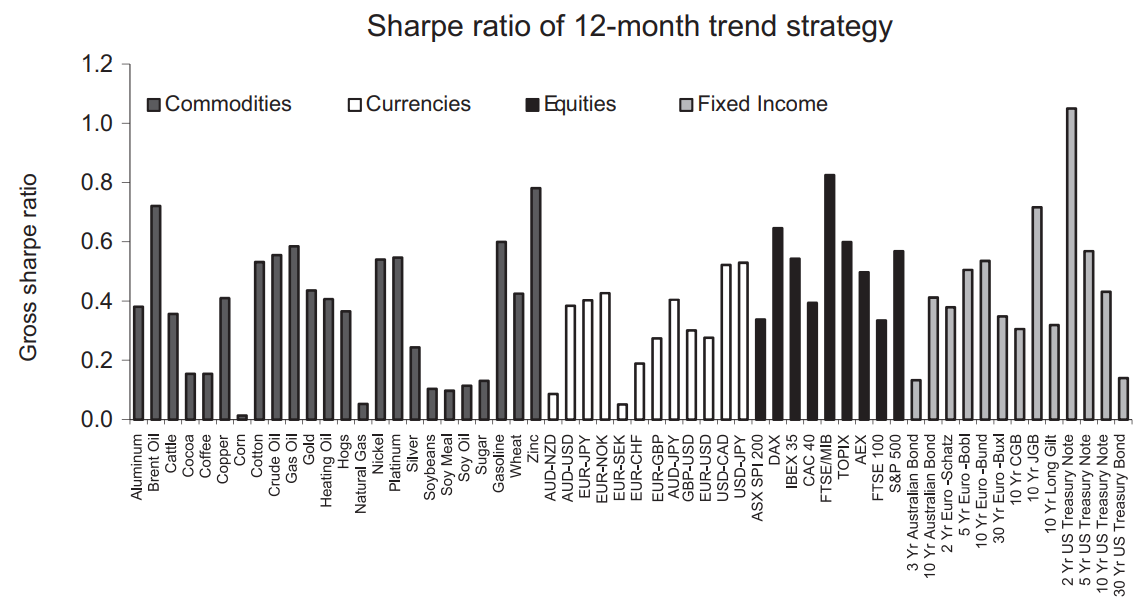 Sharpe ratio of 12-month trend strategy
Gross sharpe ratio
1.2
1.0
0.8
0.6
0.4
0.2
0.0
Commodities
Currencies
Equities
Fixed Income
Aluminum
Brent Oil
Cattle
Cocoa
Coffee
Copper
Corn
Cotton
Crude Oil
Gas Oil
Gold
Heating Oil
Hogs
Natural Gas
Nickel
Platinum
Silver
Soybeans
Soy Meal
Soy Oil
Sugar
Gasoline
Wheat
Zinc
AUD-NZD
AUD-USD
EUR-JPY
EUR-NOK
EUR-SEK
EUR-CHF
EUR-GBP
AUD-JPY
GBP-USD
EUR-USD
USD-CAD
USD-JPY
ASX SPI 200
DAX
IBEX 35
CAC 40
FTSE/MIB
TOPIX
AEX
FTSE 100
S&P 500
3 Yr Australian Bond
10 Yr Australian Bond
2 Yr Euro -Schatz
5 Yr Euro -Bobl
10 Yr Euro -Bund
30 Yr Euro -Buxl
10 Yr CGB
10 Yr JGB
10 Yr Long Gilt
2 Yr US Treasury Note
5 Yr US Treasury Note
10 Yr US Treasury Note
30 Yr US Treasury Bond